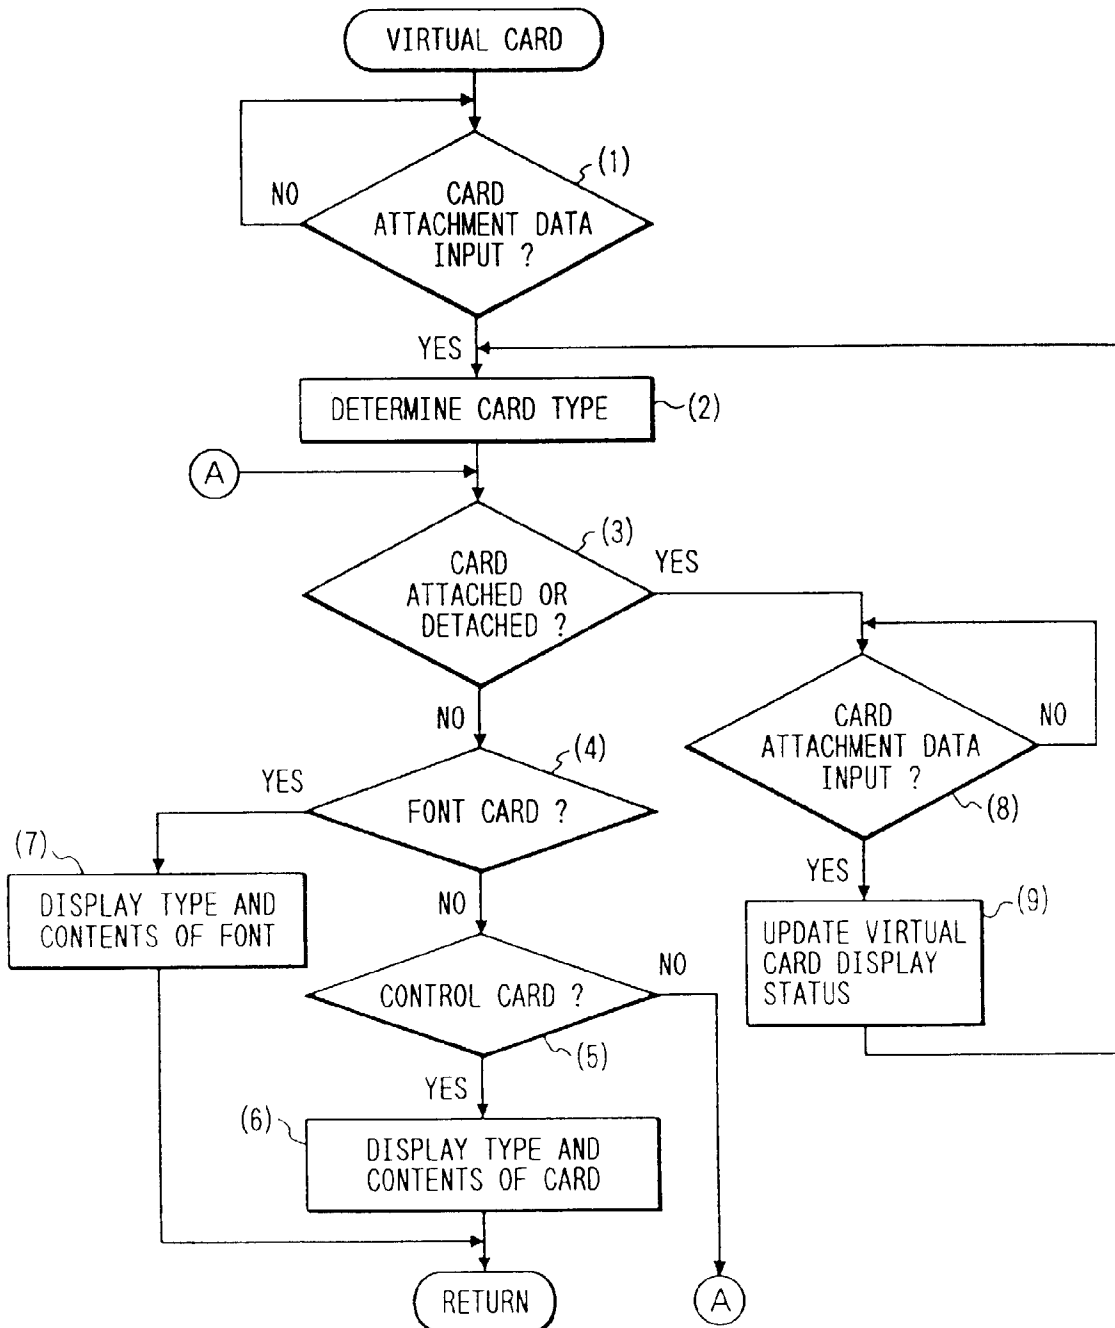 VIRTUAL CARD
(1)
NO
CARD
ATTACHMENT DATA
INPUT ?
YES
DETERMINE CARD TYPE
(2)
A
(3)
CARD
ATTACHED OR
DETACHED ?
YES
NO
CARD
ATTACHMENT DATA
INPUT ?
NO
(8)
(4)
YES
FONT CARD ?
(7)
DISPLAY TYPE AND
CONTENTS OF FONT
NO
YES
(9)
UPDATE VIRTUAL
CARD DISPLAY
STATUS
CONTROL CARD ?
NO
(5)
YES
(6)
DISPLAY TYPE AND
CONTENTS OF CARD
RETURN
A